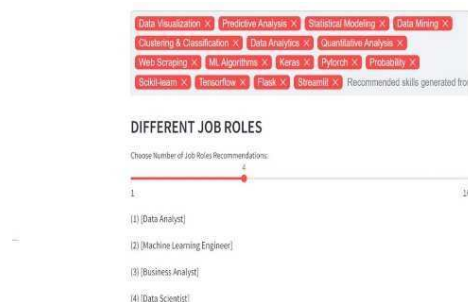 Data Visualization × Predictive Analysis × Statistical Modeling × Data Mining ×
Clustering & Classification × Data Analytics × Quantitative Analysis ×
Web Scraping × ML Algorithms × Keras × Pytorch × Probability ×
Scikit-learn × Tensorflow × Flask × Streamlit × Recommended skills generated from
DIFFERENT JOB ROLES
Choose Number of Job Roles Recommendations:
4
1
(1) [Data Analyst]
(2) [Machine Learning Engineer]
(3) [Business Analyst]
(4) [Data Scientist]